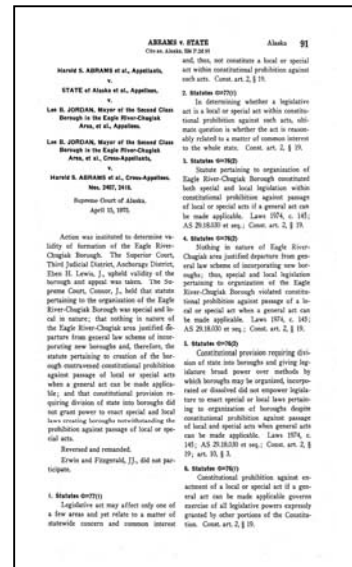 ABRAMS v. STATE
Alaska 91
Harold S. ABRAMS et al., Appellants,
v.
STATE of Alaska et al., Appellees,
v.
Lee B. JORDAN, Mayor of the Second Class
Borough in the Eagle River-Chugiak
Area, et al., Appellees.
Lee B. JORDAN, Mayor of the Second Class
Borough in the Eagle River-Chugiak
Area, et al., Cross-Appellants,
v.
Harold S. ABRAMS et al., Cross-Appellees.
Nos. 2407, 2418.
Supreme Court of Alaska.
April 15, 1975.
Action was instituted to determine va-
lidity of formation of the Eagle River-
Chugiak Borough. The Superior Court,
Third Judicial District, Anchorage District,
Eben H. Lewis, J., upheld validity of the
borough and appeal was taken. The Su-
preme Court, Connor, J., held that statute
pertaining to the organization of the Eagle
River-Chugiak Borough was special and lo-
cal in nature; that nothing in nature of
the Eagle River-Chugiak area justified de-
parture from general law scheme of incor-
porating new boroughs and, therefore, the
statute pertaining to creation of the bor-
ough contravened constitutional prohibition
against passage of local or special acts
when a general act can be made applica-
ble; and that constitutional provision re-
quiring division of state into boroughs did
not grant power to enact special and local
laws creating boroughs notwithstanding the
prohibition against passage of local or spe-
cial acts.
Reversed and remanded.
Erwin and Fitzgerald, JJ., did not par-
ticipate.
1. Statutes
Legislative act may affect only one of
a few areas and yet relate to a matter of
statewide concern and common interest
and, thus, not constitute a local or special
act within constitutional prohibition against
such acts. Const. art. 2, § 19.
2. Statutes
In determining whether a legislative
act is a local or special act within constitu-
tional prohibition against such acts, ulti-
mate question is whether the act is reason-
ably related to a matter of common interest
to the whole state. Const. art. 2, § 19.
3. Statutes
Statute pertaining to organization of
Eagle River-Chugiak Borough constituted
both special and local legislation within
constitutional prohibition against passage
of local or special acts if a general act can
be made applicable. Laws 1974, c. 145;
AS 29.18.030 et seq.; Const. art. 2, § 19.
4. Statutes
Nothing in nature of Eagle River-
Chugiak area justified departure from gen-
eral law scheme of incorporating new bor-
oughs; thus, special and local legislation
pertaining to organization of the Eagle
River-Chugiak Borough violated constitu-
tional prohibition against passage of a lo-
cal or special act when a general act can
be made applicable. Laws 1974, c. 145;
AS 29.18.030 et seq.; Const. art. 2, § 19.
5. Statutes
Constitutional provision requiring divi-
sion of state into boroughs and giving leg-
islature broad power over methods by
which boroughs may be organized, incorpo-
rated or dissolved did not empower legisla-
ture to enact special or local laws pertain-
ing to organization of boroughs despite
constitutional prohibition against passage
of local and special acts when general acts
can be made applicable. Laws 1974, c.
145; AS 29.18.030 et seq.; Const. art. 2, §
19; art. 10, § 3.
6. Statutes
Constitutional prohibition against en-
actment of a local or special act if a gen-
eral act can be made applicable governs
exercise of all legislative powers expressly
granted by other portions of the Constitu-
tion. Const. art. 2, § 19.